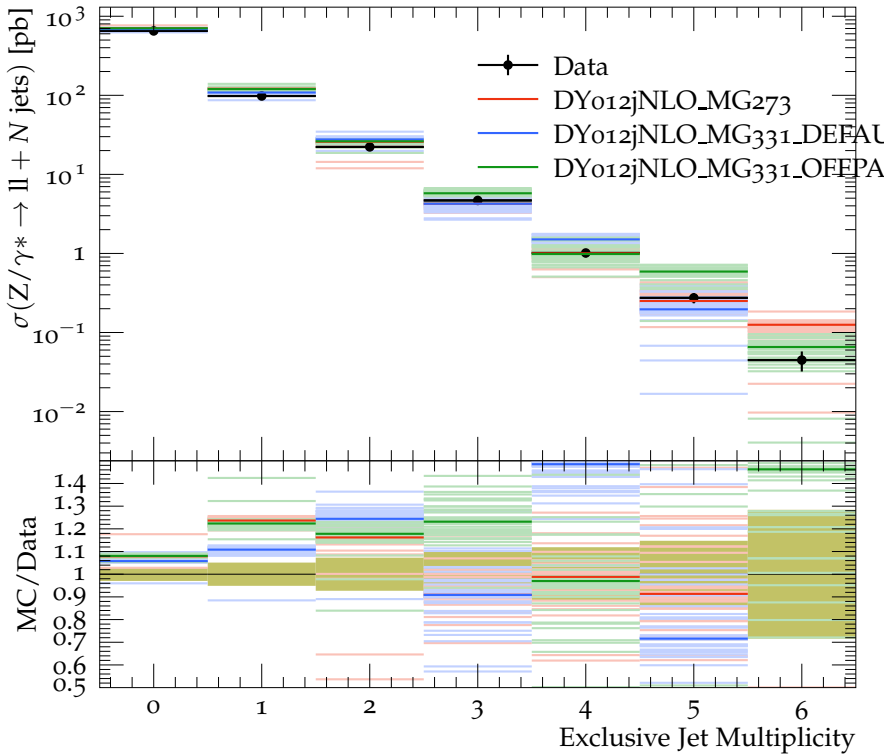 10³
10²
10¹
1
10⁻¹
10⁻²
σ(Z/γ* → ll + N jets) [pb]
Data
DY012jNLO_MG273
DY012jNLO_MG331_DEFAU
DY012jNLO_MG331_OFFPA
1.4
1.3
1.2
1.1
1
0.9
0.8
0.7
0.6
0.5
MC/Data
0 1 2 3 4 5 6
Exclusive Jet Multiplicity